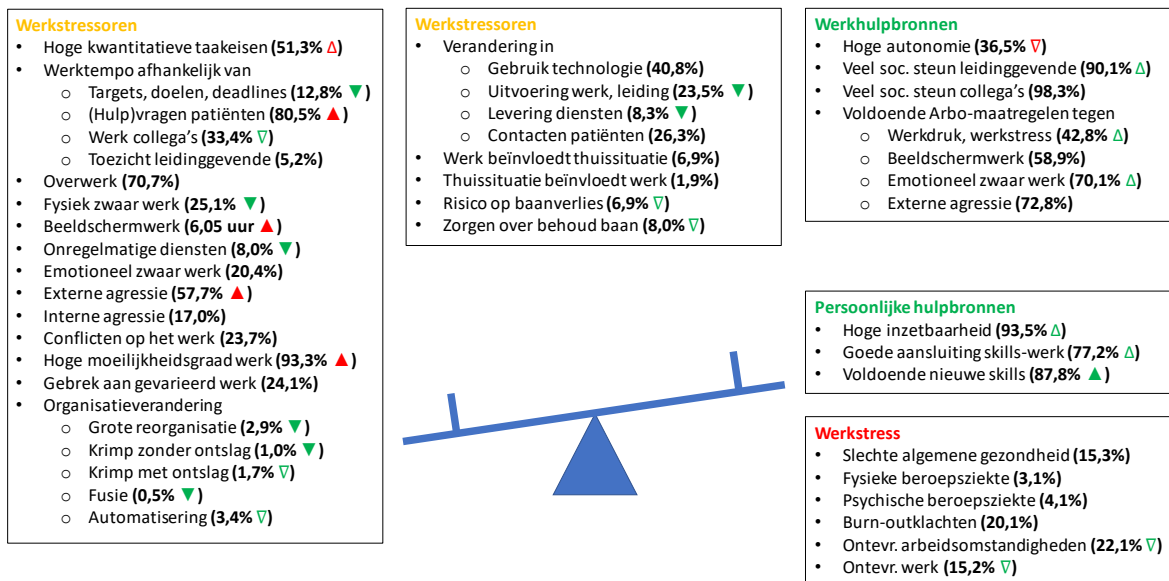 Werkstressoren
• Hoge kwantitatieve taakeisen (51,3% ∆)
• Werktempo afhankelijk van
o Targets, doelen, deadlines (12,8% ▼)
o (Hulp)vragen patiënten (80,5% ▲)
o Werk collega's (33,4% ∇)
o Toezicht leidinggevende (5,2%)
• Overwerk (70,7%)
• Fysiek zwaar werk (25,1% ▼)
• Beeldschermwerk (6,05 uur ▲)
• Onregelmatige diensten (8,0% ▼)
• Emotioneel zwaar werk (20,4%)
• Externe agressie (57,7% ▲)
• Interne agressie (17,0%)
• Conflicten op het werk (23,7%)
• Hoge moeilijkheidsgraad werk (93,3% ▲)
• Gebrek aan gevarieerd werk (24,1%)
• Organisatieverandering
o Grote reorganisatie (2,9% ▼)
o Krimp zonder ontslag (1,0% ▼)
o Krimp met ontslag (1,7% ∇)
o Fusie (0,5% ▼)
o Automatisering (3,4% ∇)
Werkstressoren
• Verandering in
o Gebruik technologie (40,8%)
o Uitvoering werk, leiding (23,5% ▼)
o Levering diensten (8,3% ▼)
o Contacten patiënten (26,3%)
• Werk beïnvloedt thuissituatie (6,9%)
• Thuissituatie beïnvloedt werk (1,9%)
• Risico op baanverlies (6,9% ∇)
• Zorgen over behoud baan (8,0% ∇)
Werkhulpbronnen
• Hoge autonomie (36,5% ∇)
• Veel soc. steun leidinggevende (90,1% ∆)
• Veel soc. steun collega's (98,3%)
• Voldoende Arbo-maatregelen tegen
o Werkdruk, werkstress (42,8% ∆)
o Beeldschermwerk (58,9%)
o Emotioneel zwaar werk (70,1% ∆)
o Externe agressie (72,8%)
Persoonlijke hulpbronnen
• Hoge inzetbaarheid (93,5% ∆)
• Goede aansluiting skills-werk (77,2% ∆)
• Voldoende nieuwe skills (87,8% ▲)
Werkstress
• Slechte algemene gezondheid (15,3%)
• Fysieke beroepsziekte (3,1%)
• Psychische beroepsziekte (4,1%)
• Burn-outklachten (20,1%)
• Ontevr. arbeidsomstandigheden (22,1% ∇)
• Ontevr. werk (15,2% ∇)